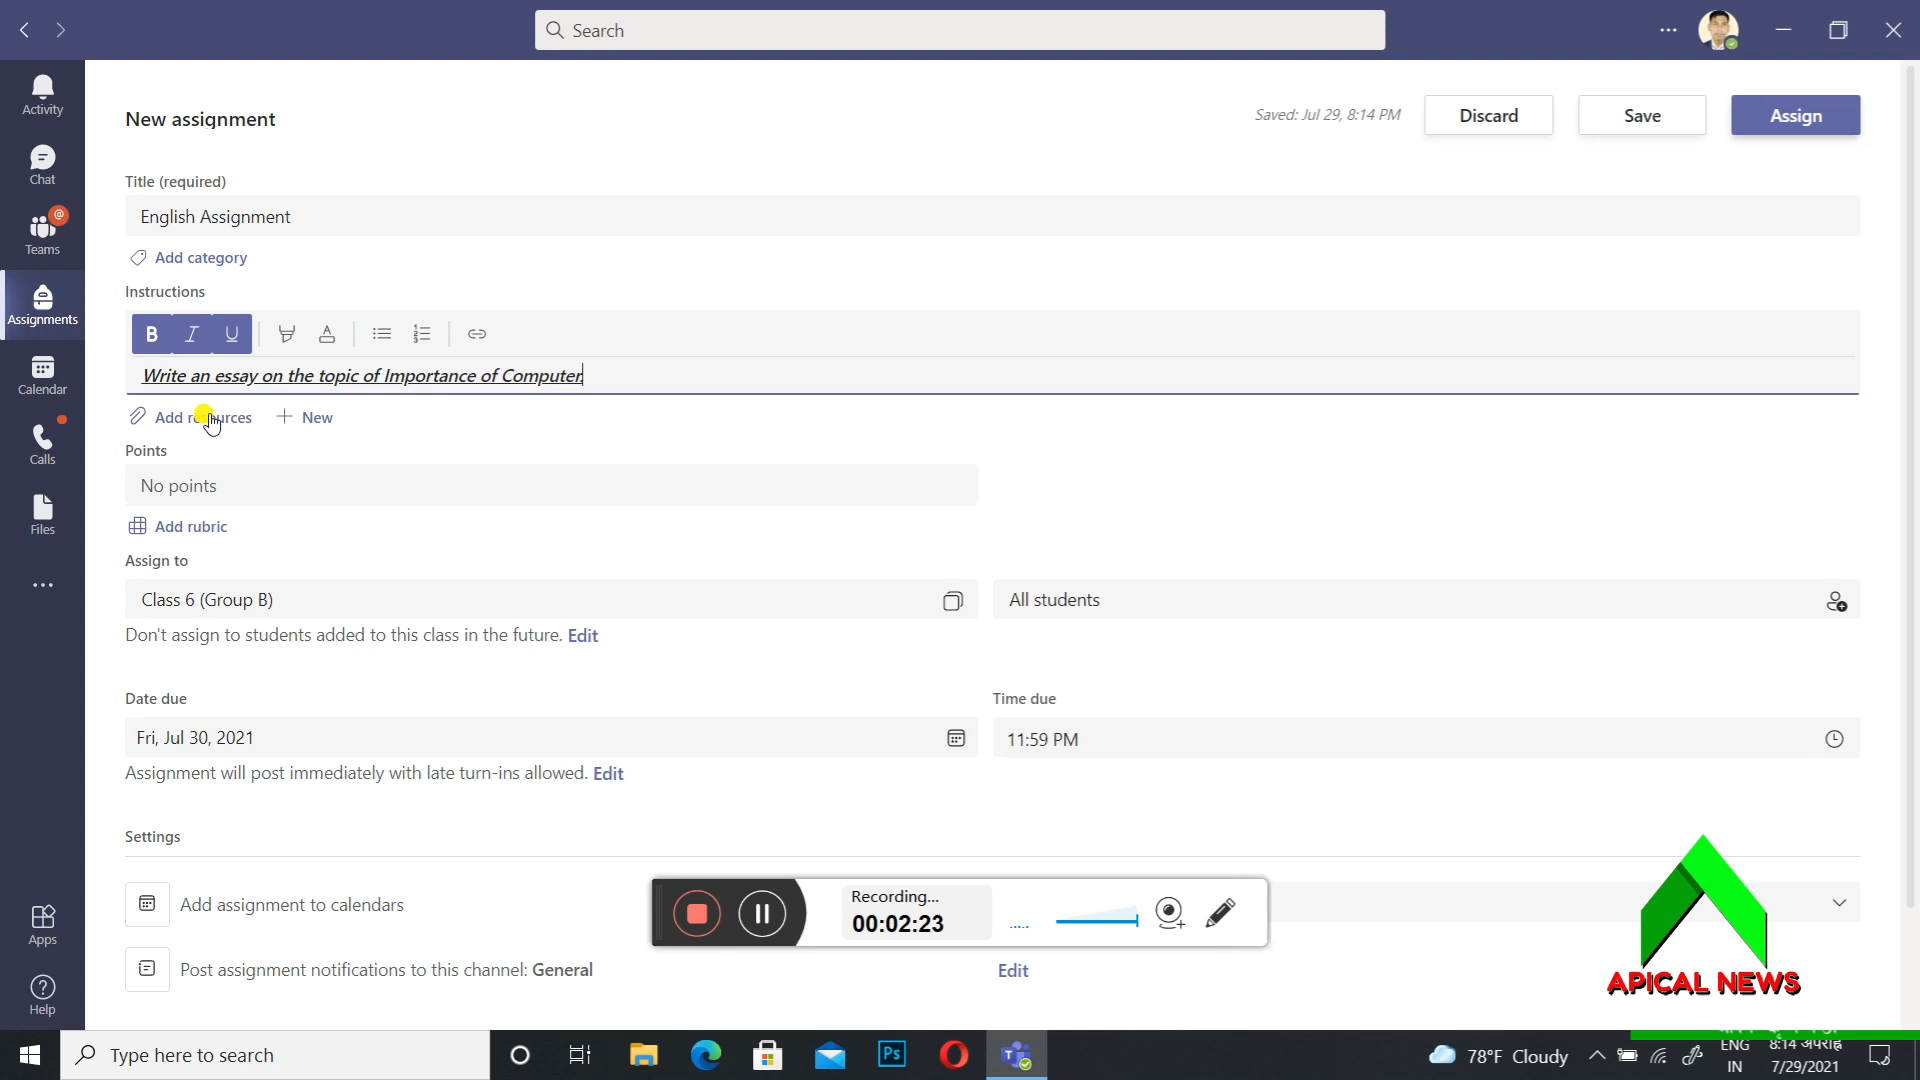 Search
Activity
Chat
@
Teams
Assignments
Calendar
Calls
Files
Apps
Help
New assignment
Saved: Jul 29, 8:14 PM
Discard
Save
Assign
Title (required)
English Assignment
Add category
Instructions
B I U
Write an essay on the topic of Importance of Computer.
Add resources
New
Points
No points
Add rubric
Assign to
Class 6 (Group B)
All students
Don't assign to students added to this class in the future. Edit
Date due
Time due
Fri, Jul 30, 2021
11:59 PM
Assignment will post immediately with late turn-ins allowed. Edit
Settings
Add assignment to calendars
Recording...
00:02:23
Post assignment notifications to this channel: General
Edit
APICAL NEWS
Type here to search
Ps
78°F Cloudy
ENG
IN
8:14 अपराह्न
7/29/2021